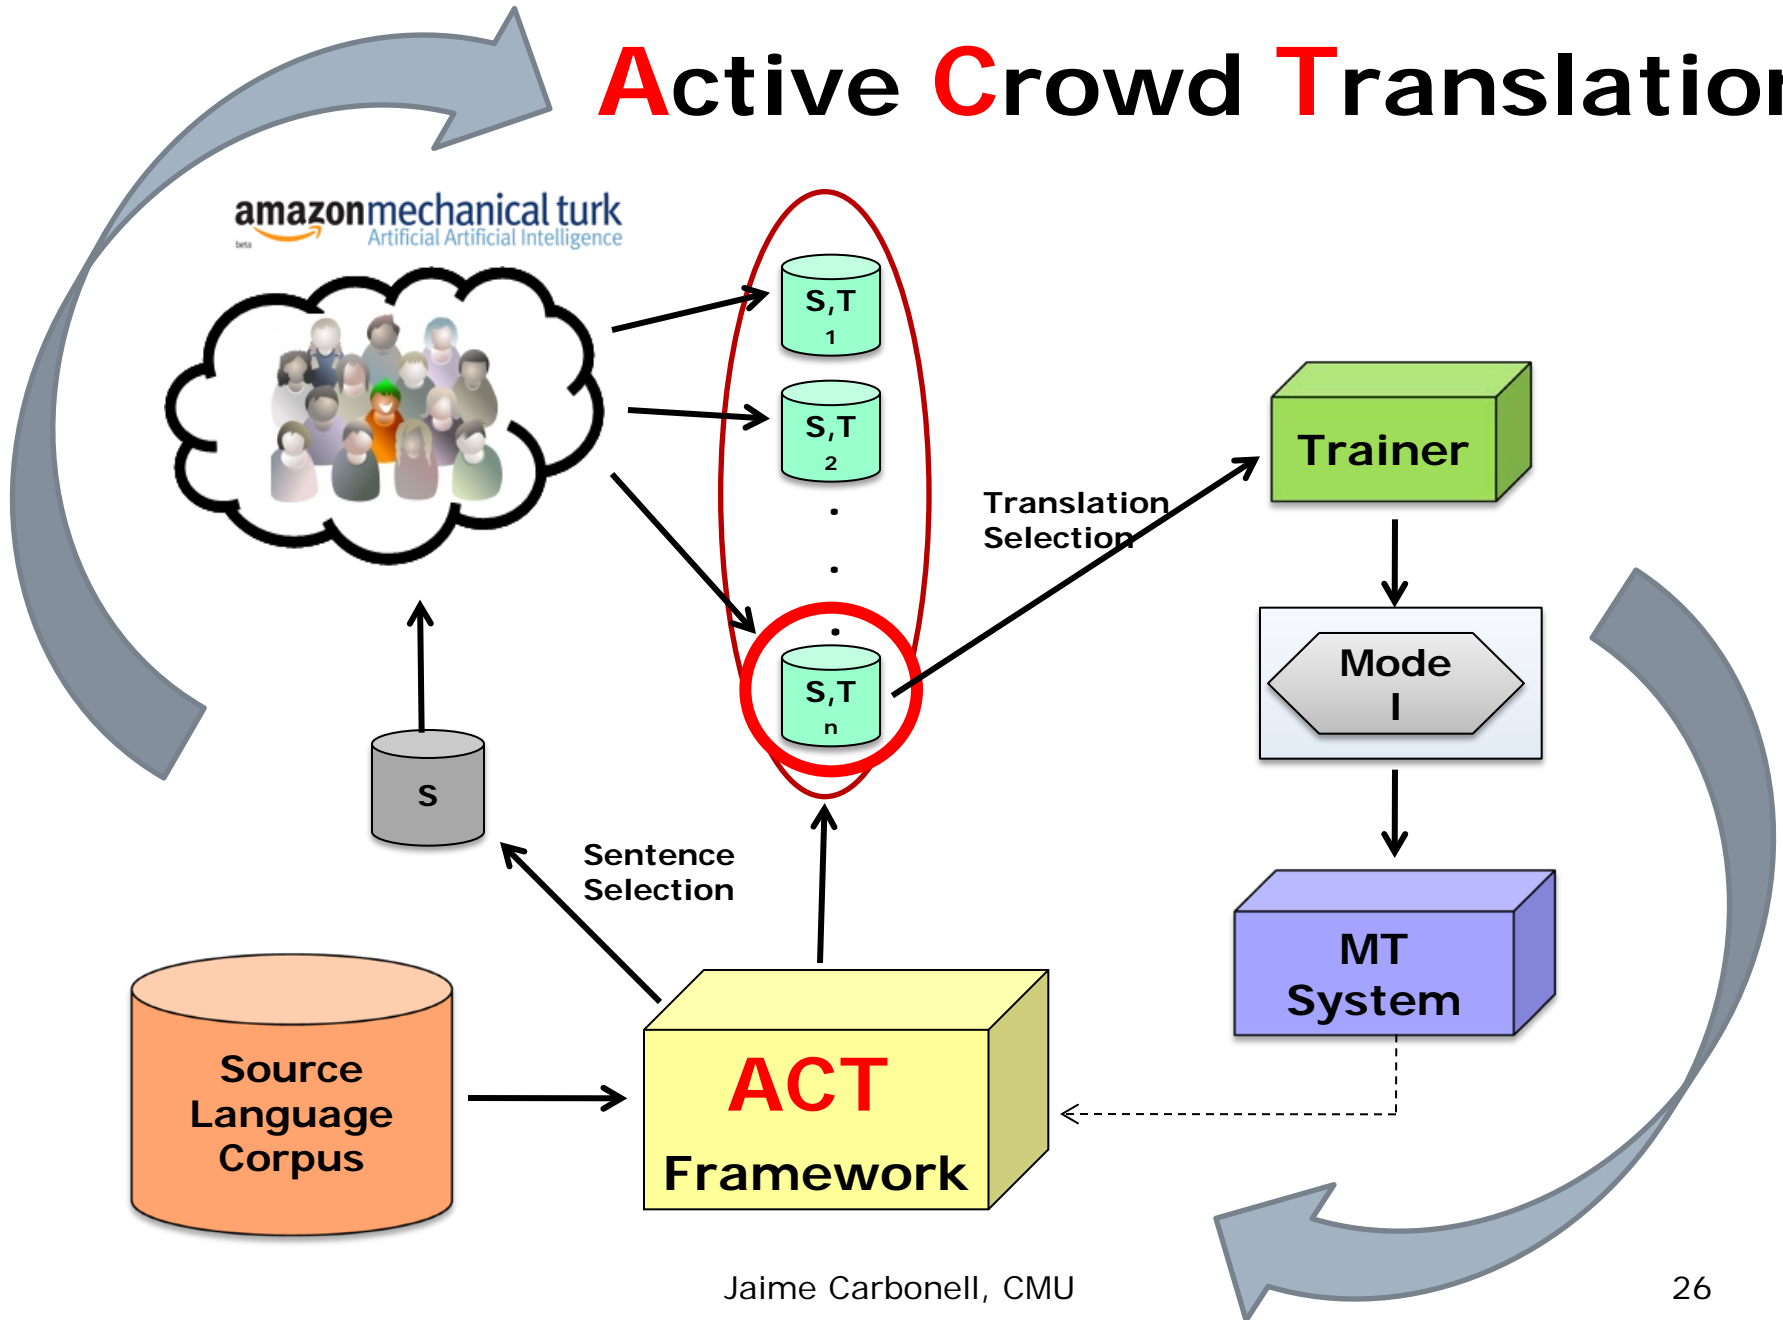 Active Crowd Translation
amazonmechanical turk
beta
Artificial Artificial Intelligence
S,T
1
S,T
2
.
.
.
S,T
n
Translation
Selection
Trainer
Mode
l
MT
System
S
Sentence
Selection
Source
Language
Corpus
ACT
Framework
Jaime Carbonell, CMU
26